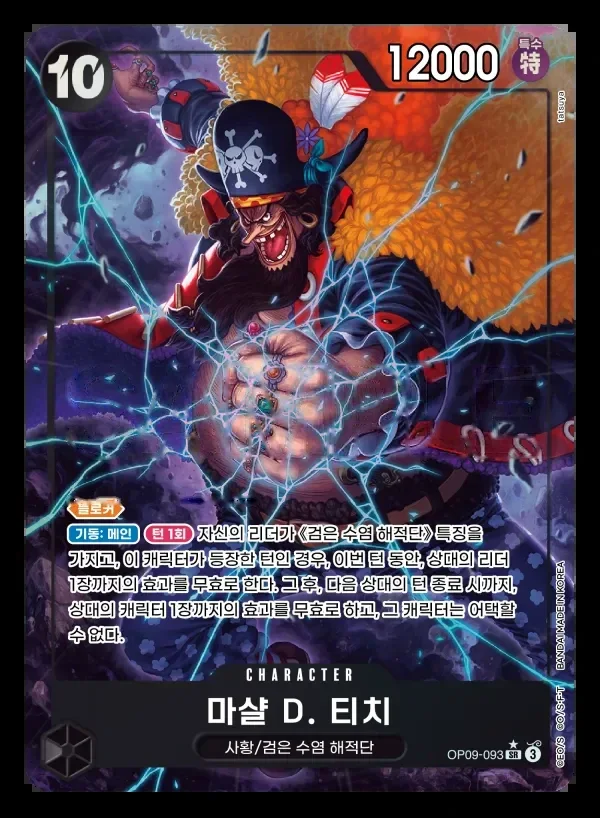 10
12000
특수
特
tatsuya
블로커
기동: 메인 턴 1회 자신의 리더가 《검은 수염 해적단》 특징을
가지고, 이 캐릭터가 등장한 턴인 경우, 이번 턴 동안, 상대의 리더
1장까지의 효과를 무효로 한다. 그 후, 다음 상대의 턴 종료 시까지,
상대의 캐릭터 1장까지의 효과를 무효로 하고, 그 캐릭터는 어택할
수 없다.
CHARACTER
마샬 D. 티치
사황/검은 수염 해적단
OP09-093 SR 3
©EO/S ©O/S·F·T BANDAI MADE IN KOREA